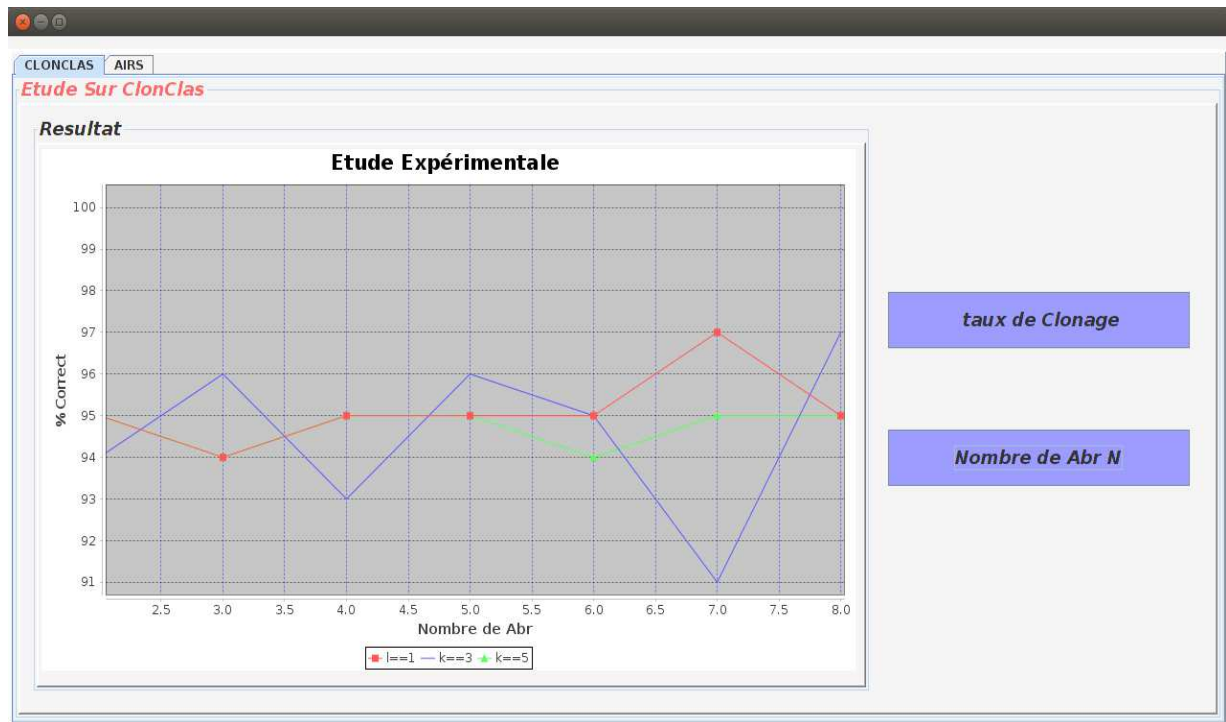 CLONCLAS AIRS
Etude Sur ClonClas
Resultat
Etude Expérimentale
100
99
98
97
96
95
94
93
92
91
% Correct
2.5 3.0 3.5 4.0 4.5 5.0 5.5 6.0 6.5 7.0 7.5 8.0
Nombre de Abr
l==1 k==3 k==5
taux de Clonage
Nombre de Abr N